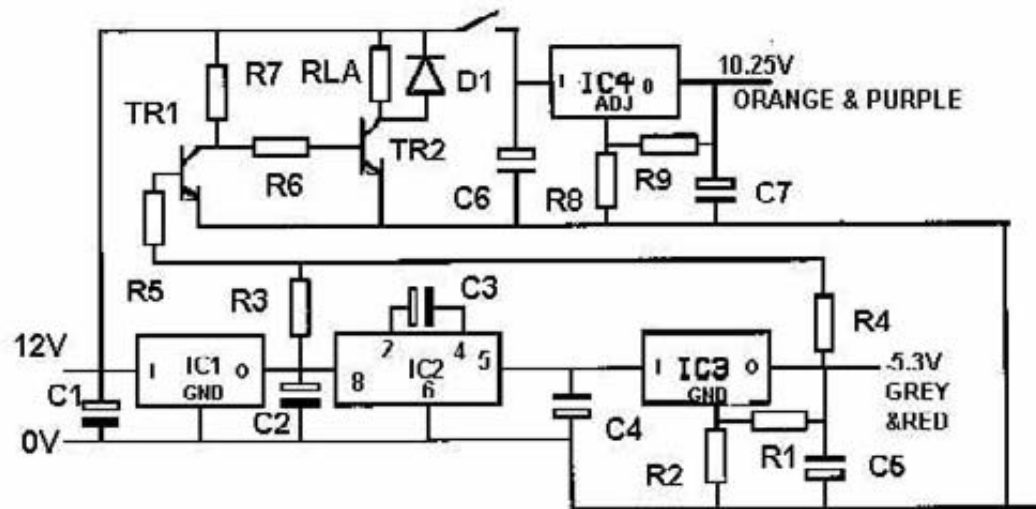 R7
RLA
D1
TR1
TR2
R6
C6
I IC4 O
ADJ
10.25V
ORANGE & PURPLE
R8
R9
C7
R5
R3
C3
R4
12V
I IC1 O
GND
C1
C2
2 4
8 IC2 5
6
C4
I IC3 O
GND
-5.3V
GREY
&RED
0V
R2
R1
C5